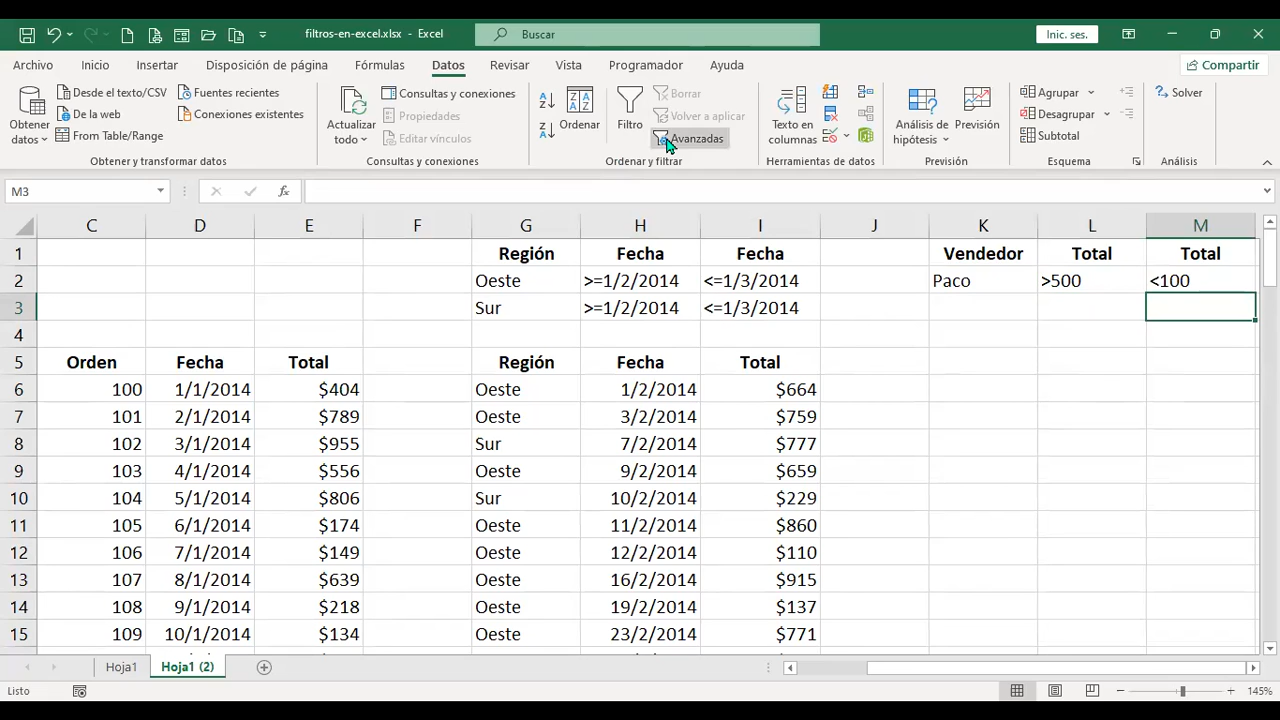 filtros-en-excel.xlsx - Excel
Buscar
Inic. ses.
Archivo Inicio Insertar Disposición de página Fórmulas Datos Revisar Vista Programador Ayuda Compartir
Obtener datos
Desde el texto/CSV
De la web
From Table/Range
Fuentes recientes
Conexiones existentes
Obtener y transformar datos
Actualizar todo
Consultas y conexiones
Propiedades
Editar vínculos
Consultas y conexiones
Ordenar
Filtro
Borrar
Volver a aplicar
Avanzadas
Ordenar y filtrar
Texto en columnas
Herramientas de datos
Análisis de hipótesis
Previsión
Previsión
Agrupar
Desagrupar
Subtotal
Esquema
Solver
Análisis
M3
C D E F G H I J K L M
1 Región Fecha Fecha Vendedor Total Total
2 Oeste >=1/2/2014 <=1/3/2014 Paco >500 <100
3 Sur >=1/2/2014 <=1/3/2014
4
5 Orden Fecha Total Región Fecha Total
6 100 1/1/2014 $404 Oeste 1/2/2014 $664
7 101 2/1/2014 $789 Oeste 3/2/2014 $759
8 102 3/1/2014 $955 Sur 7/2/2014 $777
9 103 4/1/2014 $556 Oeste 9/2/2014 $659
10 104 5/1/2014 $806 Sur 10/2/2014 $229
11 105 6/1/2014 $174 Oeste 11/2/2014 $860
12 106 7/1/2014 $149 Oeste 12/2/2014 $110
13 107 8/1/2014 $639 Oeste 16/2/2014 $915
14 108 9/1/2014 $218 Oeste 19/2/2014 $137
15 109 10/1/2014 $134 Oeste 23/2/2014 $771
Hoja1 Hoja1 (2)
Listo
145%